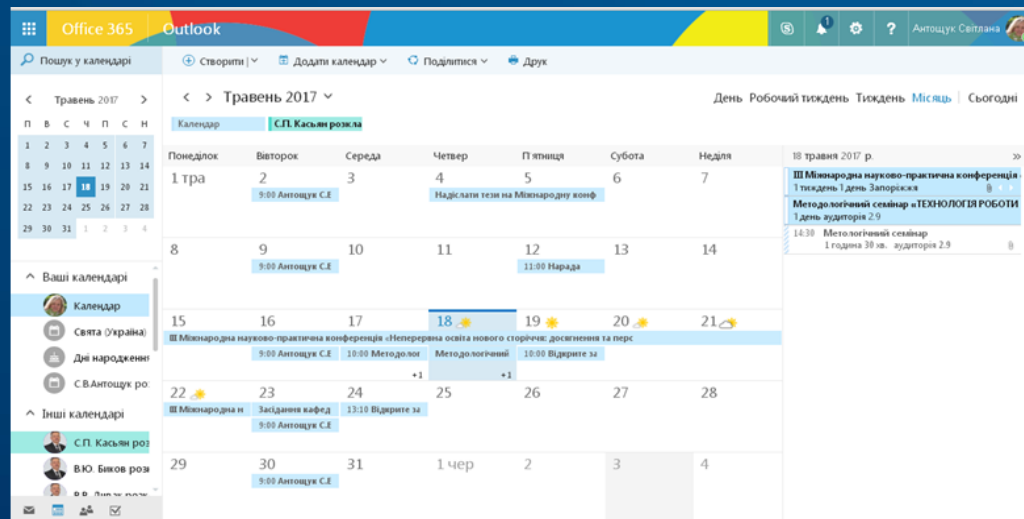 Office 365 Outlook 1 ? Антощук Світлана
Пошук у календарі Створити Додати календар Поділитися Друк
Травень 2017
П В С Ч П С Н
1 2 3 4 5 6 7
8 9 10 11 12 13 14
15 16 17 18 19 20 21
22 23 24 25 26 27 28
29 30 31 1 2 3 4
Ваші календарі
Календар
Свята (Україна)
Дні народження
С.В.Антощук ро
Інші календарі
С.П. Касьян роз
В.Ю. Биков розк
Травень 2017
День Робочий тиждень Тиждень Місяць Сьогодні
Календар С.П. Касьян розкла
Понеділок Вівторок Середа Четвер П'ятниця Субота Неділя
1 тра 2 3 4 5 6 7
9:00 Антощук С.В Надіслати тези на Міжнародну конф
8 9 10 11 12 13 14
9:00 Антощук С.В 11:00 Нарада
15 16 17 18 19 20 21
ІІІ Міжнародна науково-практична конференція «Неперервна освіта нового сторіччя: досягнення та перс
9:00 Антощук С.В 10:00 Методолог Методологічний 10:00 Відкрите за
+1 +1
22 23 24 25 26 27 28
ІІІ Міжнародна н Засідання кафед 13:10 Відкрите за
9:00 Антощук С.В
29 30 31 1 чер 2 3 4
9:00 Антощук С.В
18 травня 2017 р.
ІІІ Міжнародна науково-практична конференція
1 тиждень 1 день Запоріжжя
Методологічний семінар «ТЕХНОЛОГІЯ РОБОТИ
1 день аудиторія 2.9
14:30 Метологічний семінар
1 година 30 хв. аудиторія 2.9